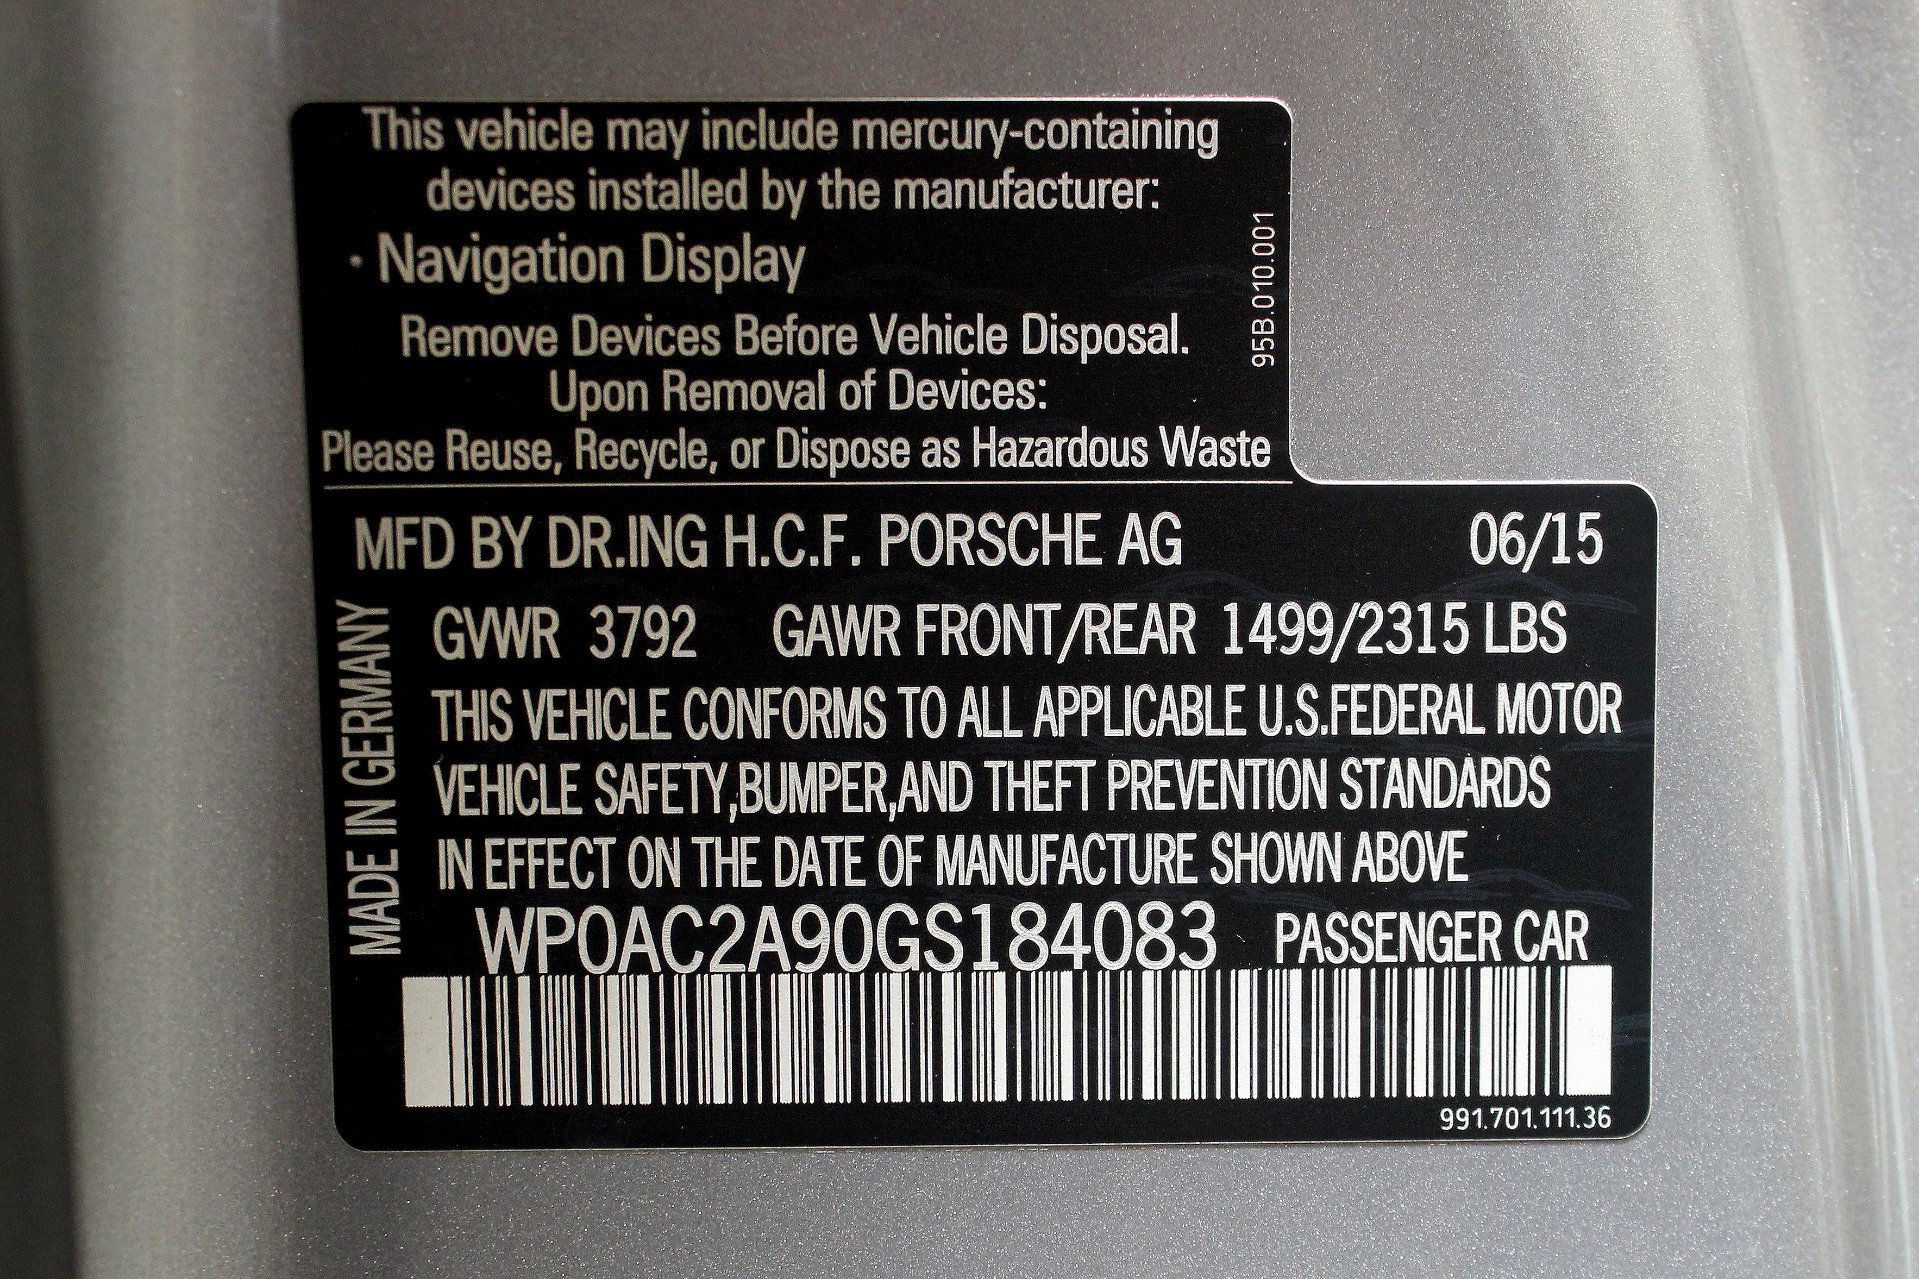 This vehicle may include mercury-containing
devices installed by the manufacturer:
· Navigation Display
Remove Devices Before Vehicle Disposal.
Upon Removal of Devices:
Please Reuse, Recycle, or Dispose as Hazardous Waste
95B.010.001
MFD BY DR.ING H.C.F. PORSCHE AG 06/15
MADE IN GERMANY
GVWR 3792 GAWR FRONT/REAR 1499/2315 LBS
THIS VEHICLE CONFORMS TO ALL APPLICABLE U.S.FEDERAL MOTOR
VEHICLE SAFETY,BUMPER,AND THEFT PREVENTION STANDARDS
IN EFFECT ON THE DATE OF MANUFACTURE SHOWN ABOVE
WP0AC2A90GS184083 PASSENGER CAR
991.701.111.36